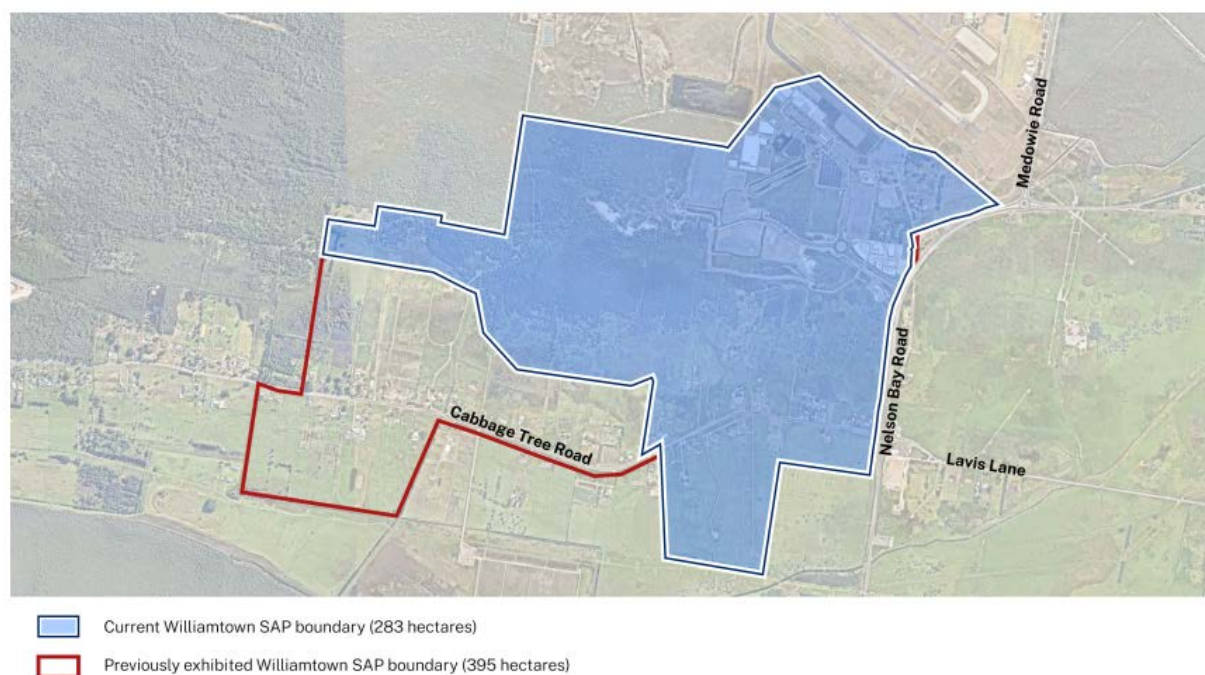 Medowie Road
Nelson Bay Road
Cabbage Tree Road
Lavis Lane
Current Williamtown SAP boundary (283 hectares)
Previously exhibited Williamtown SAP boundary (395 hectares)